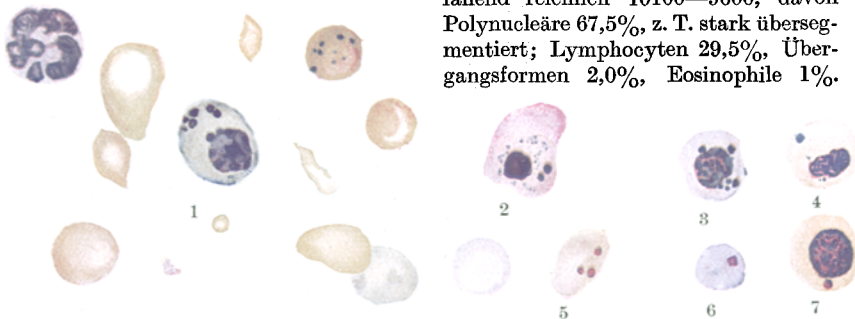 Polynucleäre 67,5%, z. T. stark überseg-
mentiert; Lymphocyten 29,5%, Über-
gangsformen 2,0%, Eosinophile 1%.
1
2
3
4
5
6
7